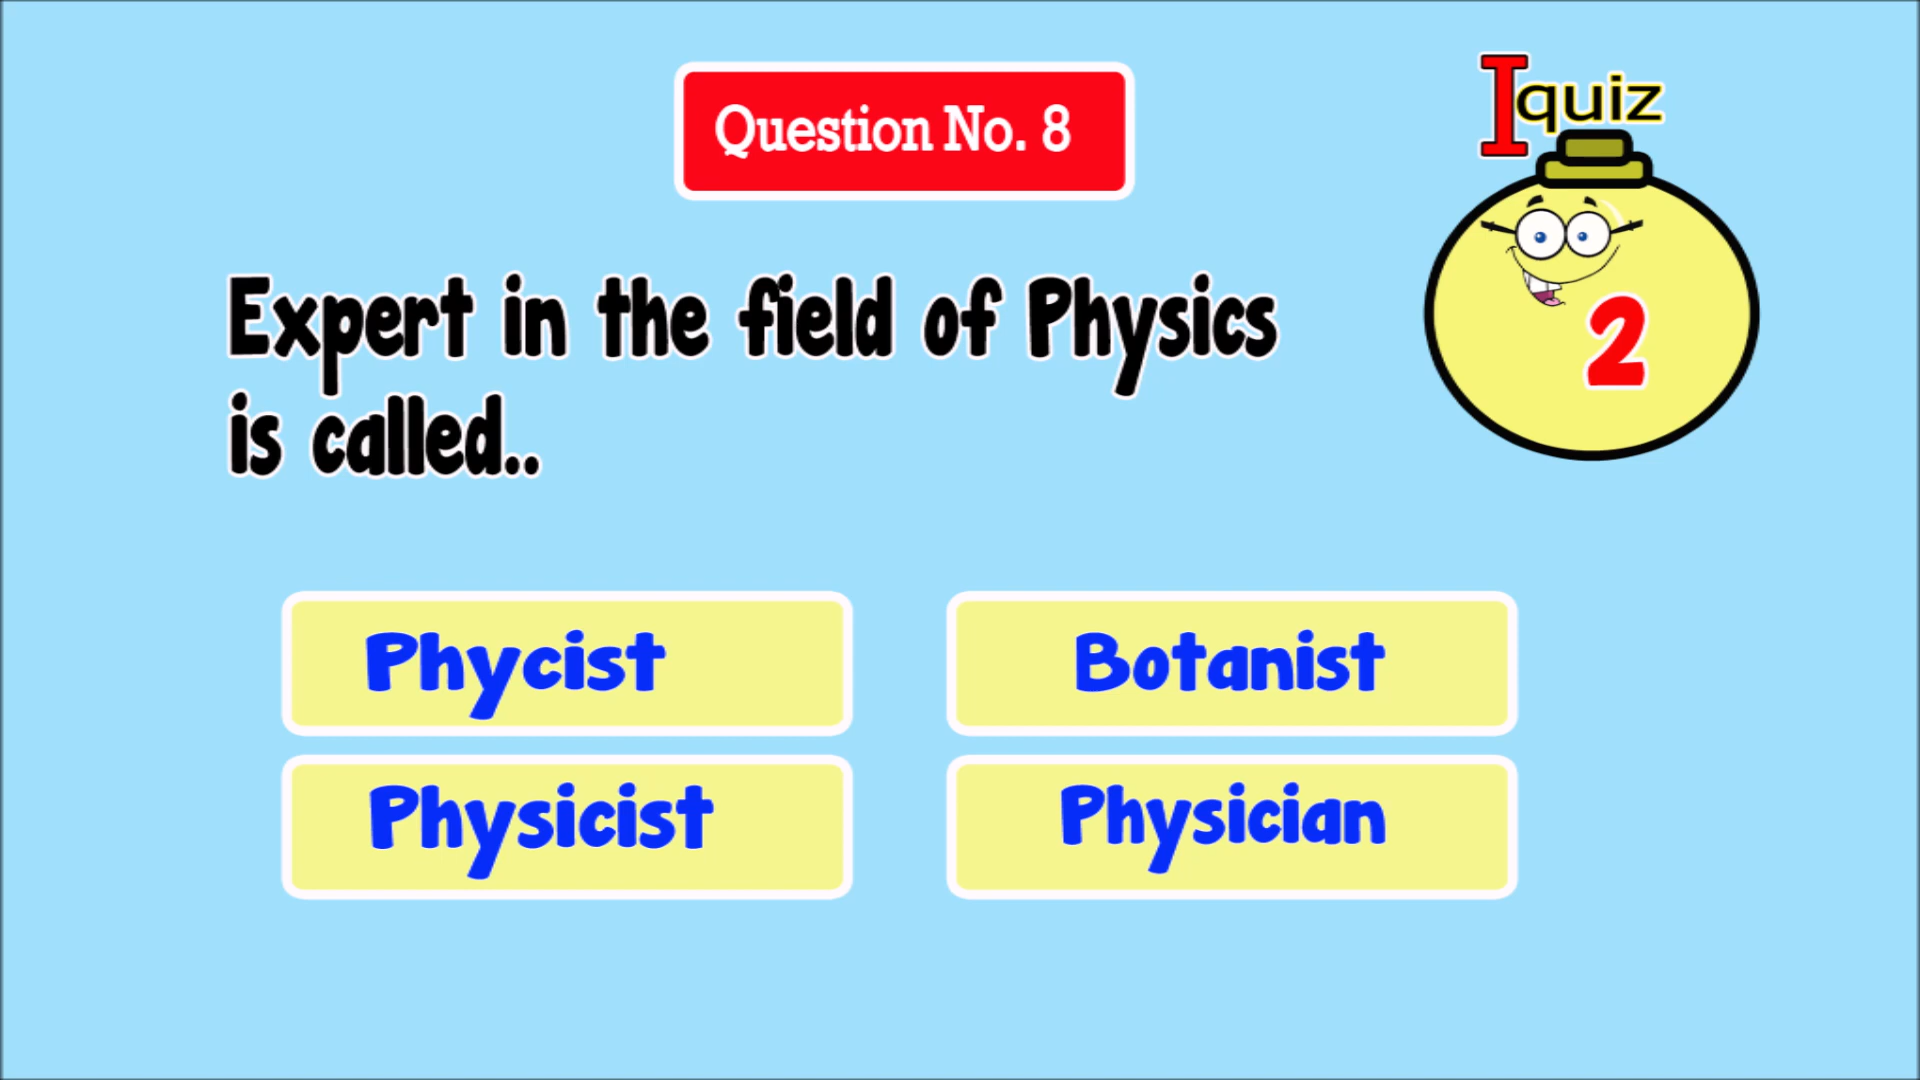 Question No. 8
Iquiz
Expert in the field of Physics
is called..
2
Phycist
Botanist
Physicist
Physician